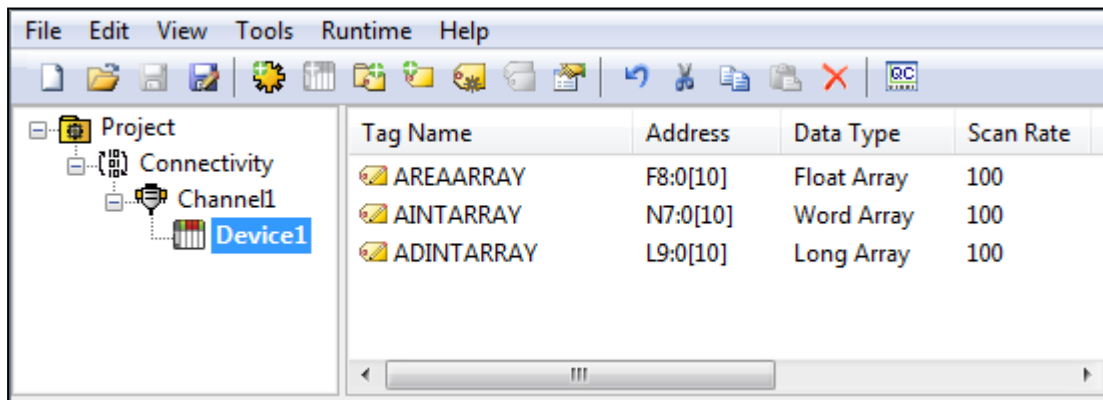 File Edit View Tools Runtime Help
QC
Project
Connectivity
Channel1
Device1
Tag Name Address Data Type Scan Rate
AREAARRAY F8:0[10] Float Array 100
AINTARRAY N7:0[10] Word Array 100
ADINTARRAY L9:0[10] Long Array 100